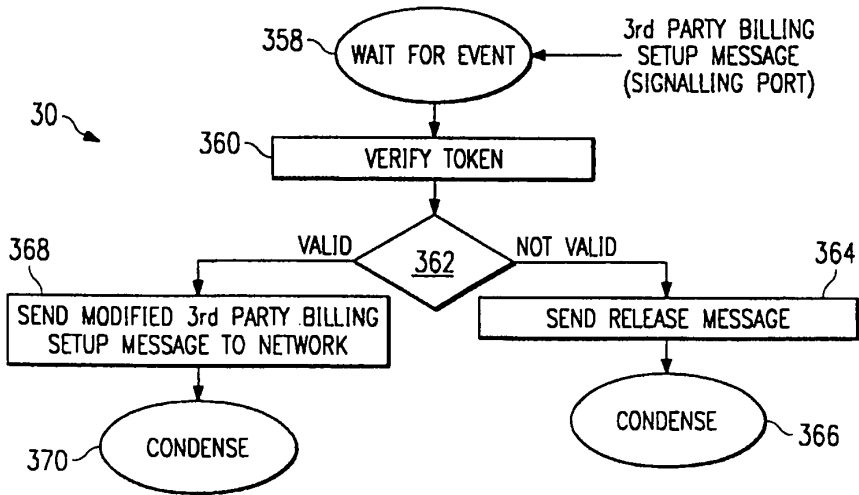 358
WAIT FOR EVENT
3rd PARTY BILLING
SETUP MESSAGE
(SIGNALLING PORT)
30
360
VERIFY TOKEN
VALID
362
NOT VALID
368
SEND MODIFIED 3rd PARTY BILLING
SETUP MESSAGE TO NETWORK
364
SEND RELEASE MESSAGE
370
CONDENSE
CONDENSE
366